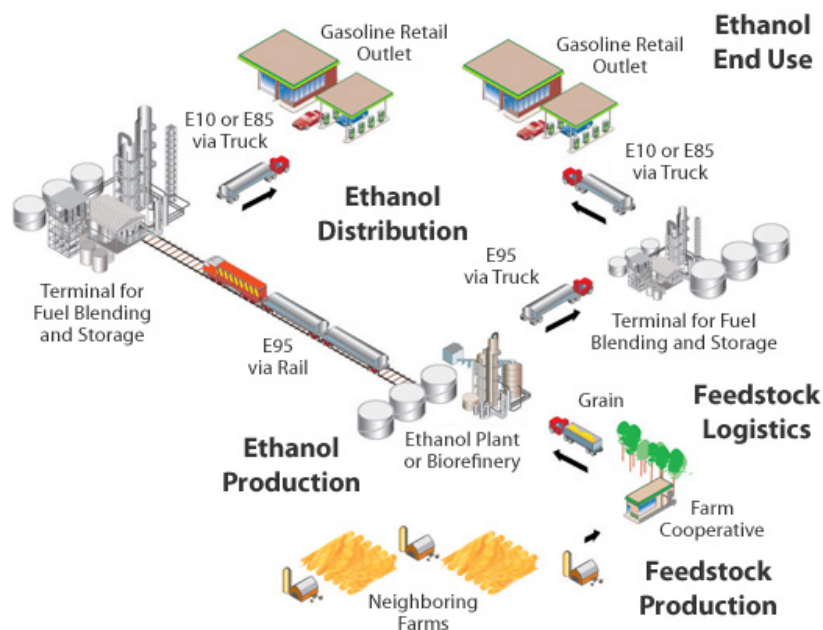 Gasoline Retail
Outlet
Gasoline Retail
Outlet
Ethanol
End Use
E10 or E85
via Truck
E10 or E85
via Truck
Ethanol
Distribution
E95
via Truck
Terminal for
Fuel Blending
and Storage
Terminal for Fuel
Blending and Storage
E95
via Rail
Feedstock
Logistics
Grain
Ethanol
Production
Ethanol Plant
or Biorefinery
Farm
Cooperative
Feedstock
Production
Neighboring
Farms